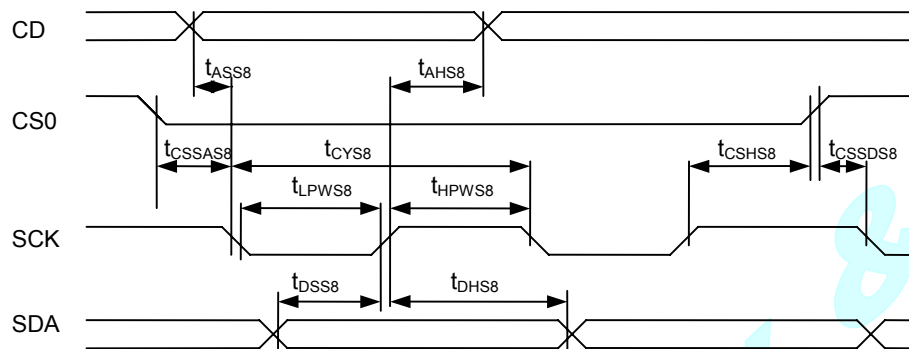 CD
tASS8 tAHS8
CS0
tCSSAS8 tCYS8 tCSHS8 tCSSDS8
tLPWS8 tHPWS8
SCK
tDSS8 tDHS8
SDA